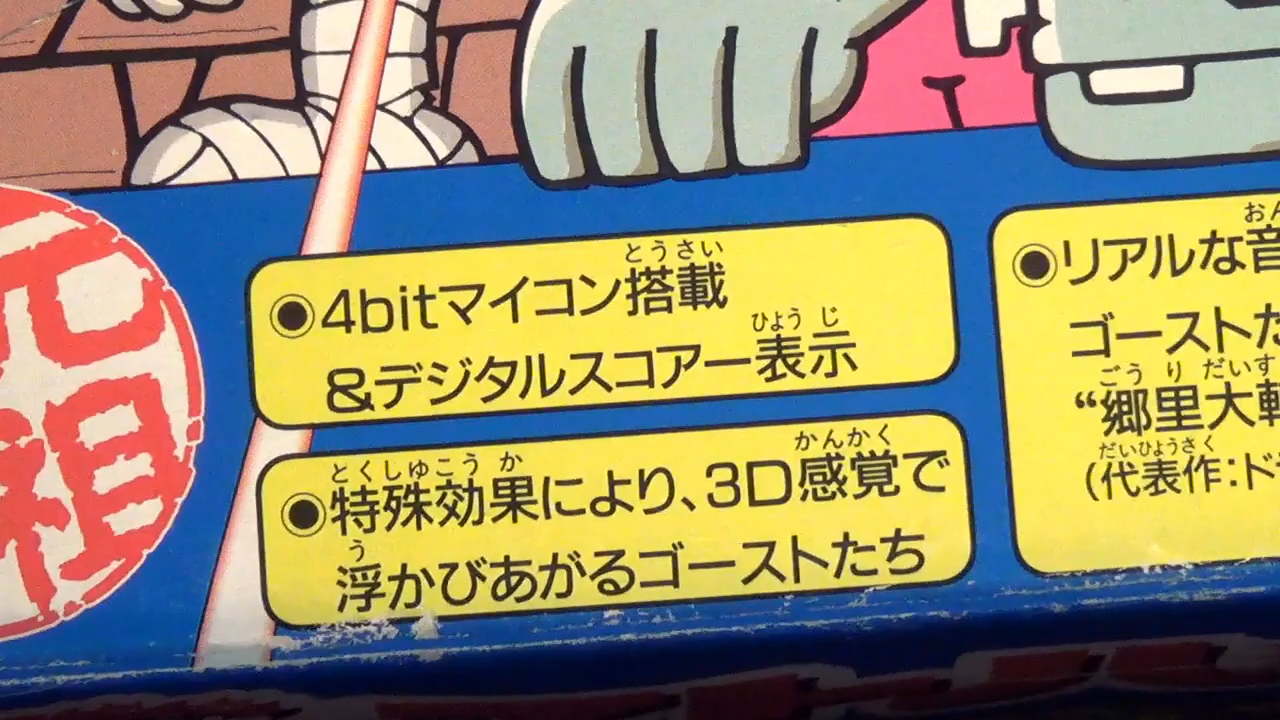 元祖
とうさい
◉4bitマイコン搭載
ひょうじ
&デジタルスコアー表示
とくしゅこうか かんかく
◉特殊効果により、3D感覚で
う
浮かびあがるゴーストたち
おん
◉リアルな音
ゴーストた
ごうりだいす
“郷里大輔
だいひょうさく
(代表作:ド